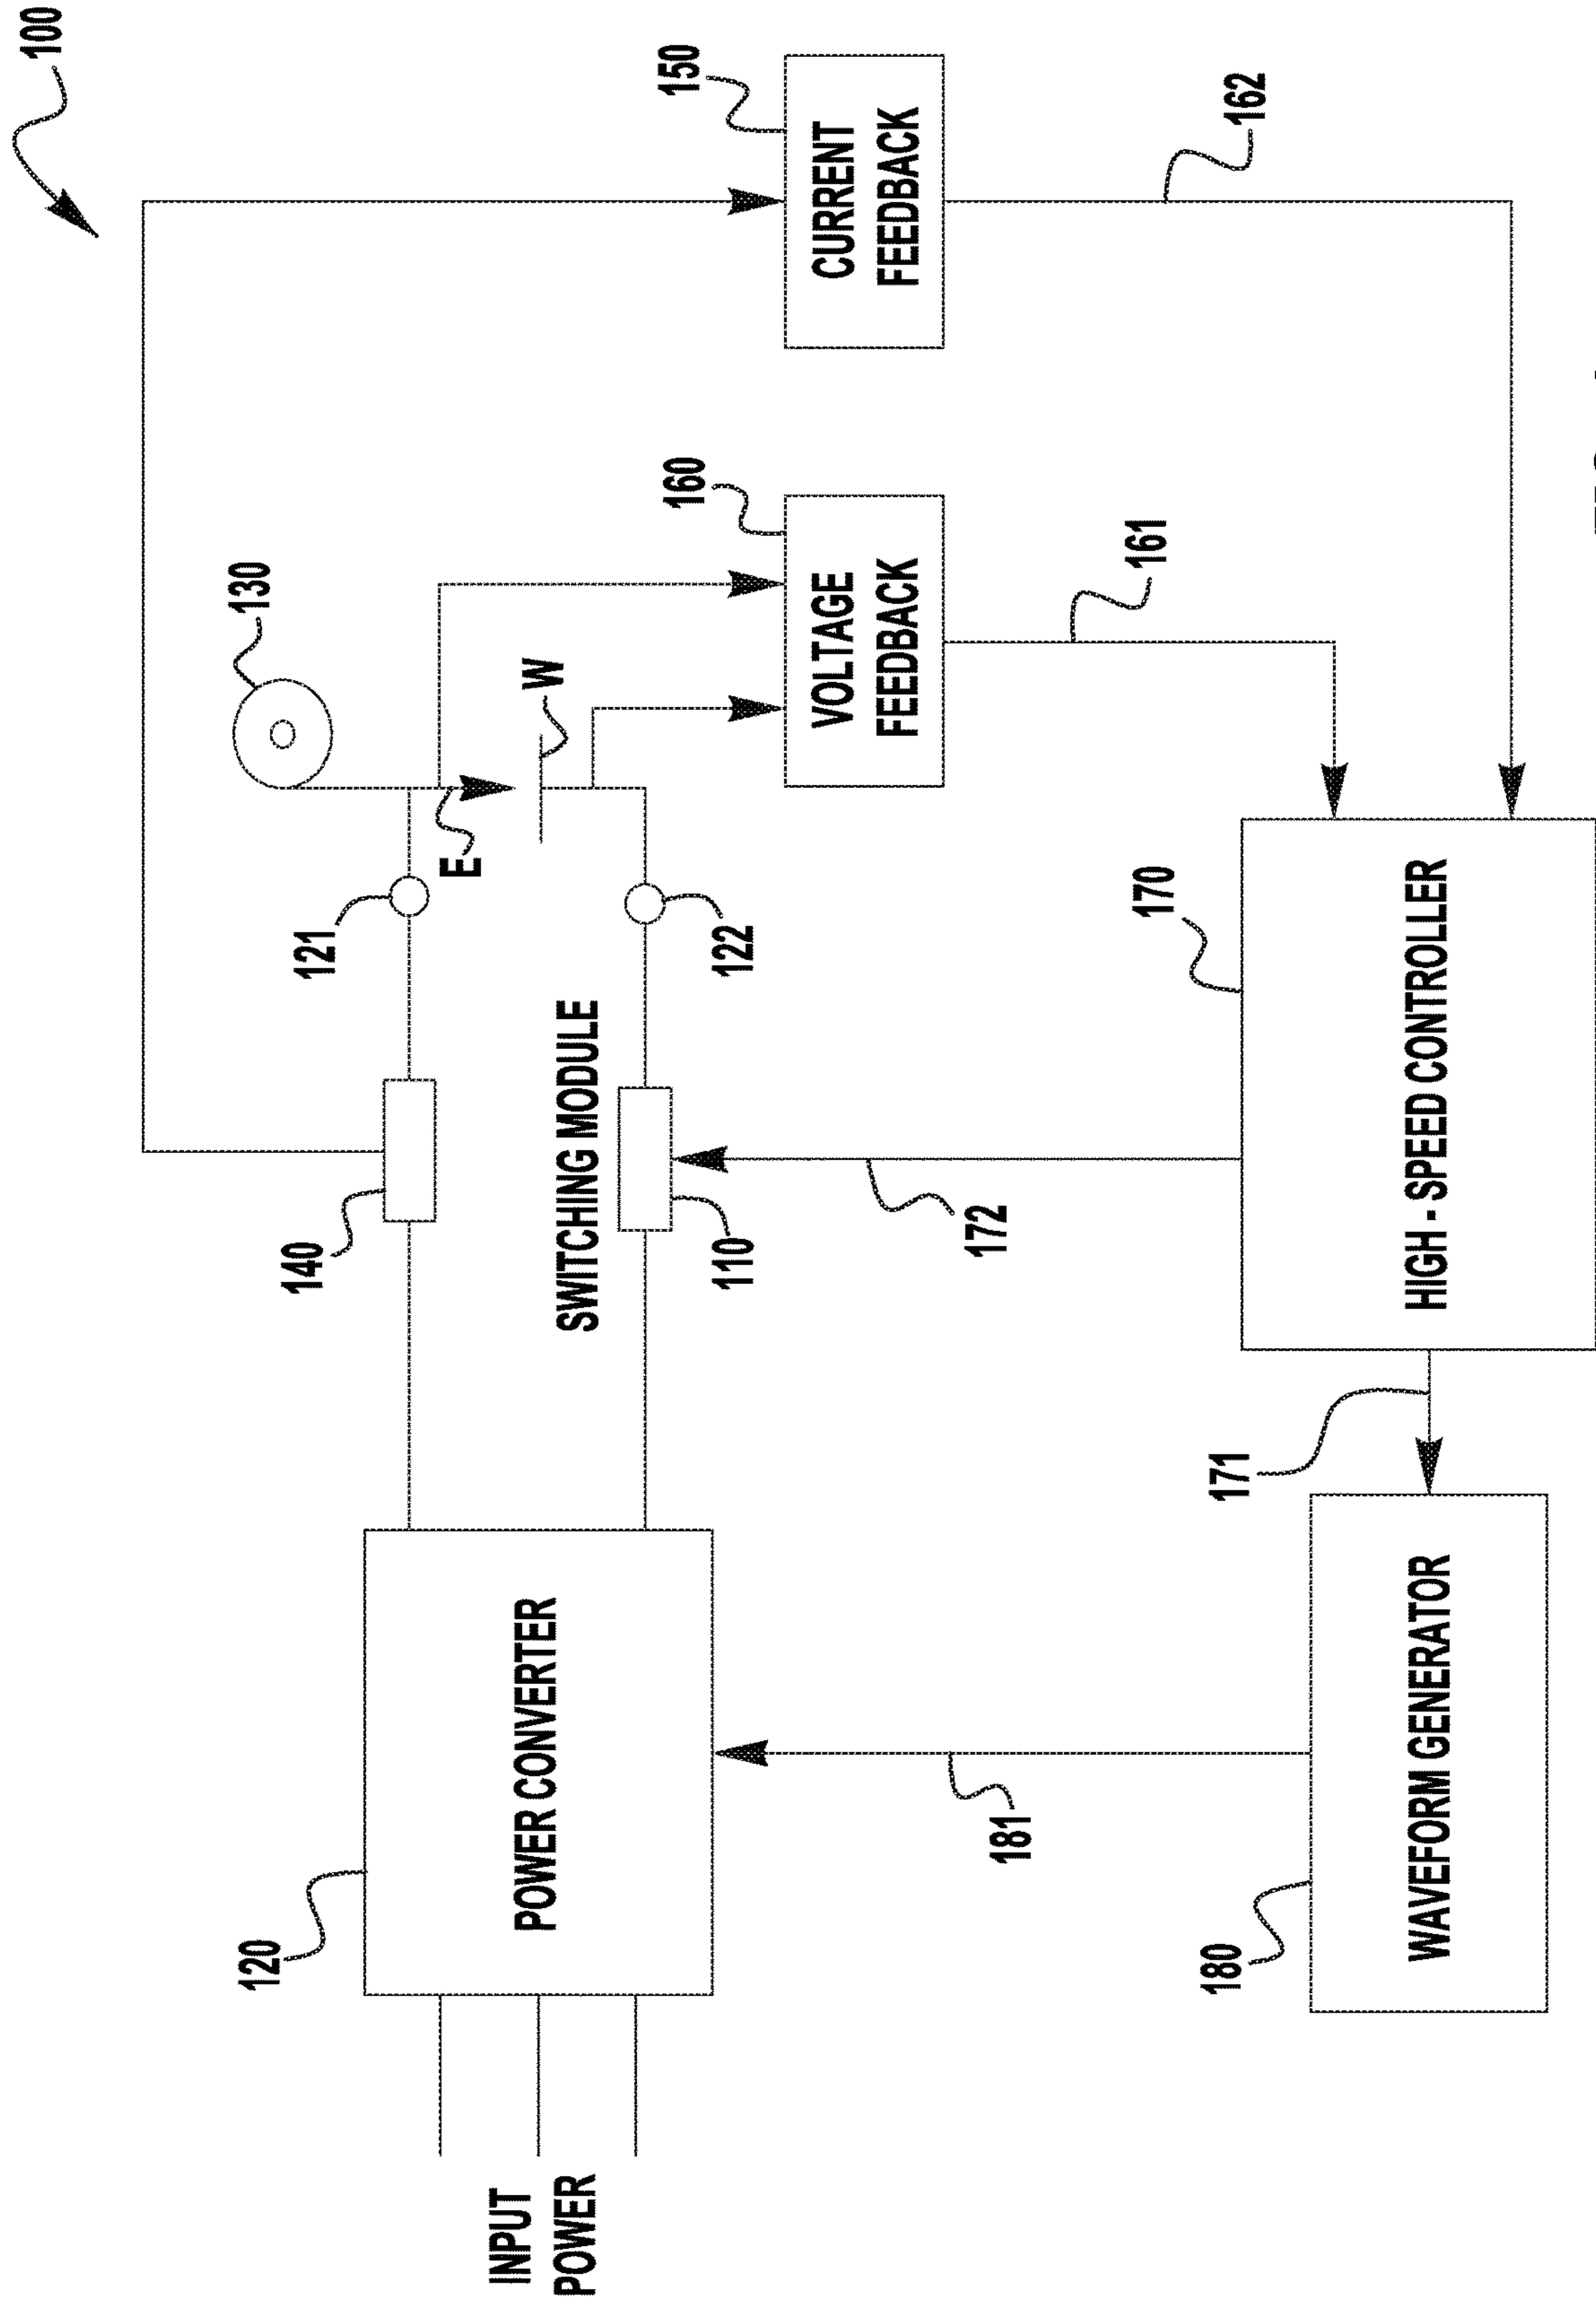 100
130
120
140
121
E
W
INPUT
POWER
POWER CONVERTER
SWITCHING MODULE
110
122
160
150
VOLTAGE
FEEDBACK
CURRENT
FEEDBACK
181
172
161
162
180
171
170
WAVEFORM GENERATOR
HIGH - SPEED CONTROLLER